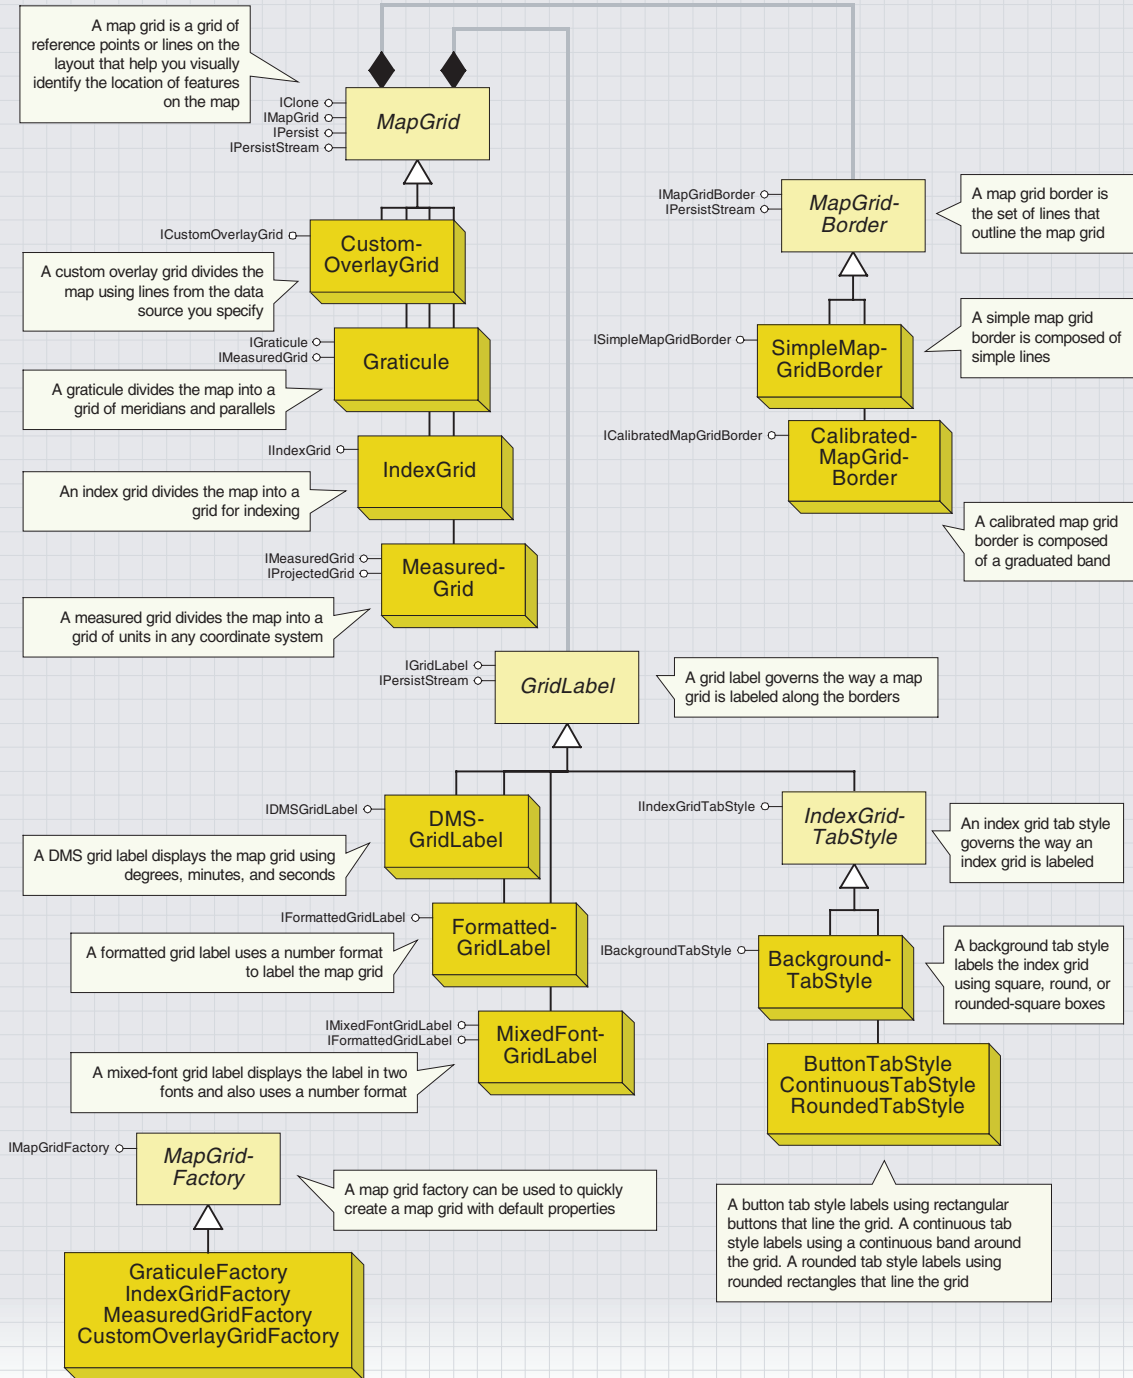 A map grid is a grid of
reference points or lines on the
layout that help you visually
identify the location of features
on the map
IClone
IMapGrid
IPersist
IPersistStream
MapGrid
IMapGridBorder
IPersistStream
MapGrid-
Border
A map grid border is
the set of lines that
outline the map grid
ICustomOverlayGrid
Custom-
OverlayGrid
A custom overlay grid divides the
map using lines from the data
source you specify
A simple map grid
border is composed of
simple lines
ISimpleMapGridBorder
SimpleMap-
GridBorder
IGraticule
IMeasuredGrid
Graticule
A graticule divides the map into a
grid of meridians and parallels
ICalibratedMapGridBorder
Calibrated-
MapGrid-
Border
IIndexGrid
IndexGrid
An index grid divides the map into a
grid for indexing
A calibrated map grid
border is composed
of a graduated band
IMeasuredGrid
IProjectedGrid
Measured-
Grid
A measured grid divides the map into a
grid of units in any coordinate system
IGridLabel
IPersistStream
GridLabel
A grid label governs the way a map
grid is labeled along the borders
IDMSGridLabel
DMS-
GridLabel
A DMS grid label displays the map grid using
degrees, minutes, and seconds
IIndexGridTabStyle
IndexGrid-
TabStyle
An index grid tab style
governs the way an
index grid is labeled
IFormattedGridLabel
Formatted-
GridLabel
A formatted grid label uses a number format
to label the map grid
IBackgroundTabStyle
Background-
TabStyle
A background tab style
labels the index grid
using square, round, or
rounded-square boxes
IMixedFontGridLabel
IFormattedGridLabel
MixedFont-
GridLabel
A mixed-font grid label displays the label in two
fonts and also uses a number format
ButtonTabStyle
ContinuousTabStyle
RoundedTabStyle
IMapGridFactory
MapGrid-
Factory
A map grid factory can be used to quickly
create a map grid with default properties
A button tab style labels using rectangular
buttons that line the grid. A continuous tab
style labels using a continuous band around
the grid. A rounded tab style labels using
rounded rectangles that line the grid
GraticuleFactory
IndexGridFactory
MeasuredGridFactory
CustomOverlayGridFactory